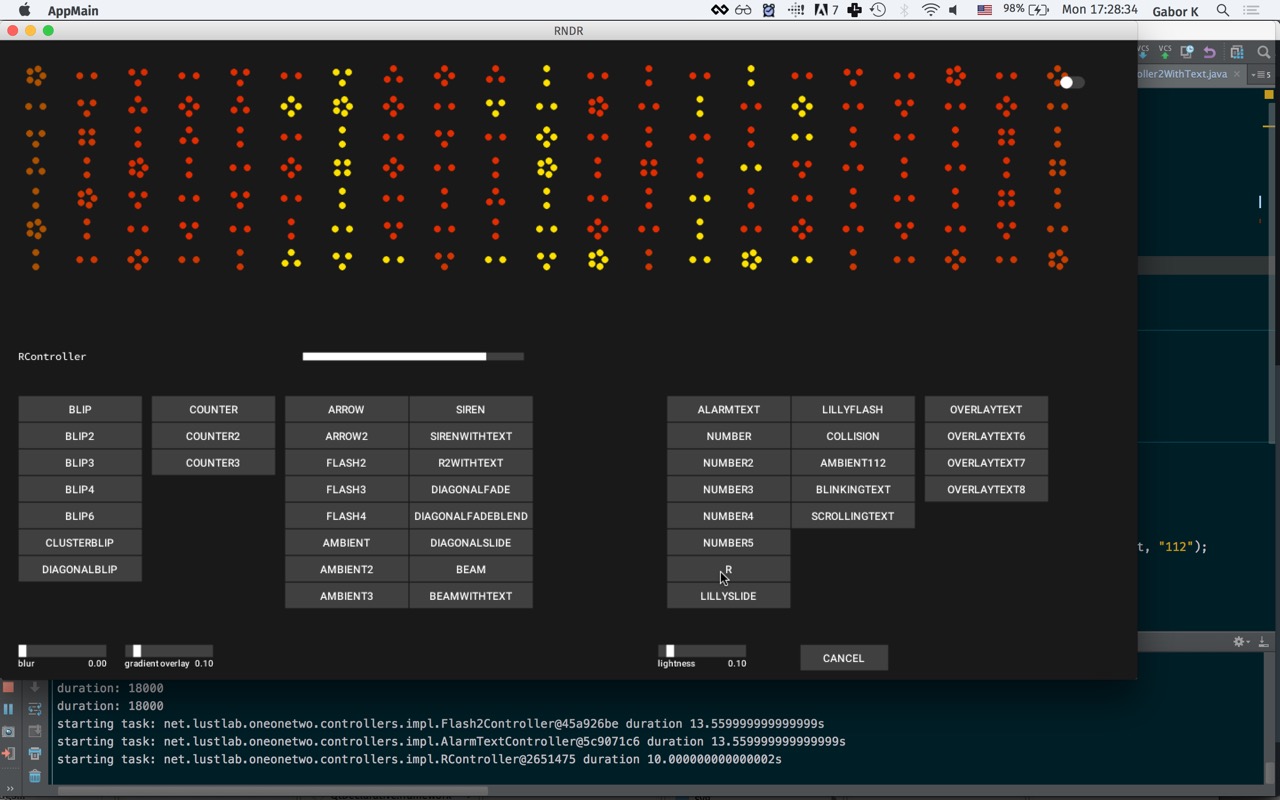 AppMain
7
98%
Mon 17:28:34
Gabor K
RNDR
VCS VCS
oller2WithText.java
5
RController
BLIP COUNTER ARROW SIREN ALARMTEXT LILLYFLASH OVERLAYTEXT
BLIP2 COUNTER2 ARROW2 SIRENWITHTEXT NUMBER COLLISION OVERLAYTEXT6
BLIP3 COUNTER3 FLASH2 R2WITHTEXT NUMBER2 AMBIENT112 OVERLAYTEXT7
BLIP4 FLASH3 DIAGONALFADE NUMBER3 BLINKINGTEXT OVERLAYTEXT8
BLIP6 FLASH4 DIAGONALFADEBLEND NUMBER4 SCROLLINGTEXT
CLUSTERBLIP AMBIENT DIAGONALSLIDE NUMBER5
t, "112");
DIAGONALBLIP AMBIENT2 BEAM R
AMBIENT3 BEAMWITHTEXT LILLYSLIDE
blur 0.00 gradient overlay 0.10 lightness 0.10 CANCEL
duration: 18000
duration: 18000
starting task: net.lustlab.oneonetwo.controllers.impl.Flash2Controller@45a926be duration 13.559999999999999s
starting task: net.lustlab.oneonetwo.controllers.impl.AlarmTextController@5c9071c6 duration 13.559999999999999s
starting task: net.lustlab.oneonetwo.controllers.impl.RController@2651475 duration 10.000000000000002s